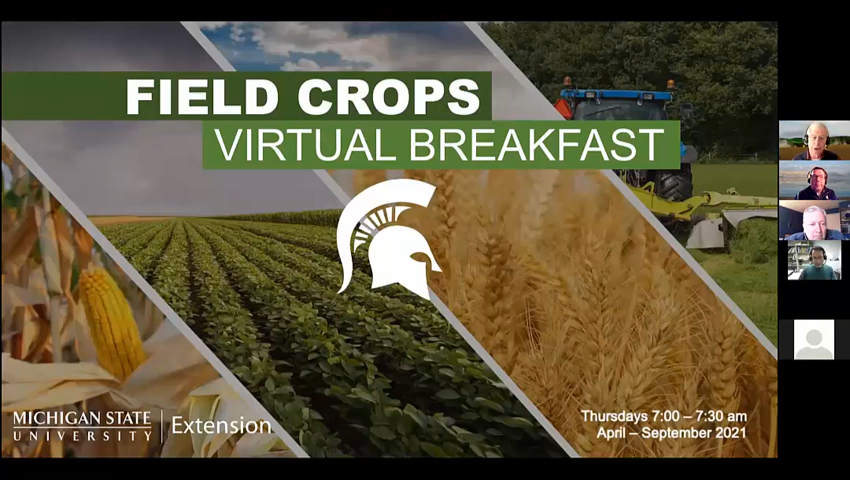 FIELD CROPS
VIRTUAL BREAKFAST
MICHIGAN STATE
UNIVERSITY
Extension
Thursdays 7:00 – 7:30 am
April – September 2021